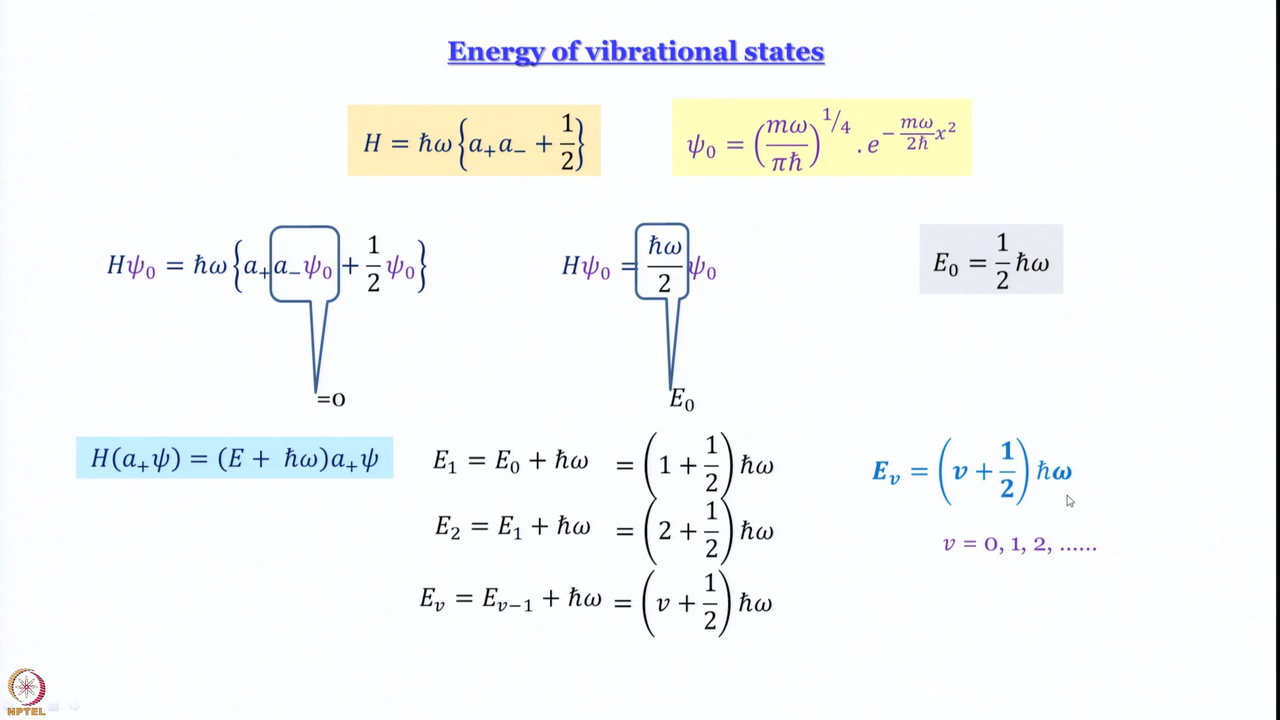 Energy of vibrational states
H = ħω{a₊a₋ + 1/2}
ψ₀ = (mω/πħ)^1/4 . e^−(mω/2ħ)x²
Hψ₀ = ħω{a₊a₋ψ₀ + 1/2 ψ₀}
Hψ₀ = ħω/2 ψ₀
E₀ = 1/2 ħω
=0
E₀
H(a₊ψ) = (E + ħω)a₊ψ
E₁ = E₀ + ħω = (1 + 1/2)ħω
E₂ = E₁ + ħω = (2 + 1/2)ħω
Eᵥ = Eᵥ₋₁ + ħω = (v + 1/2)ħω
Eᵥ = (v + 1/2)ħω
v = 0, 1, 2, ......
NPTEL